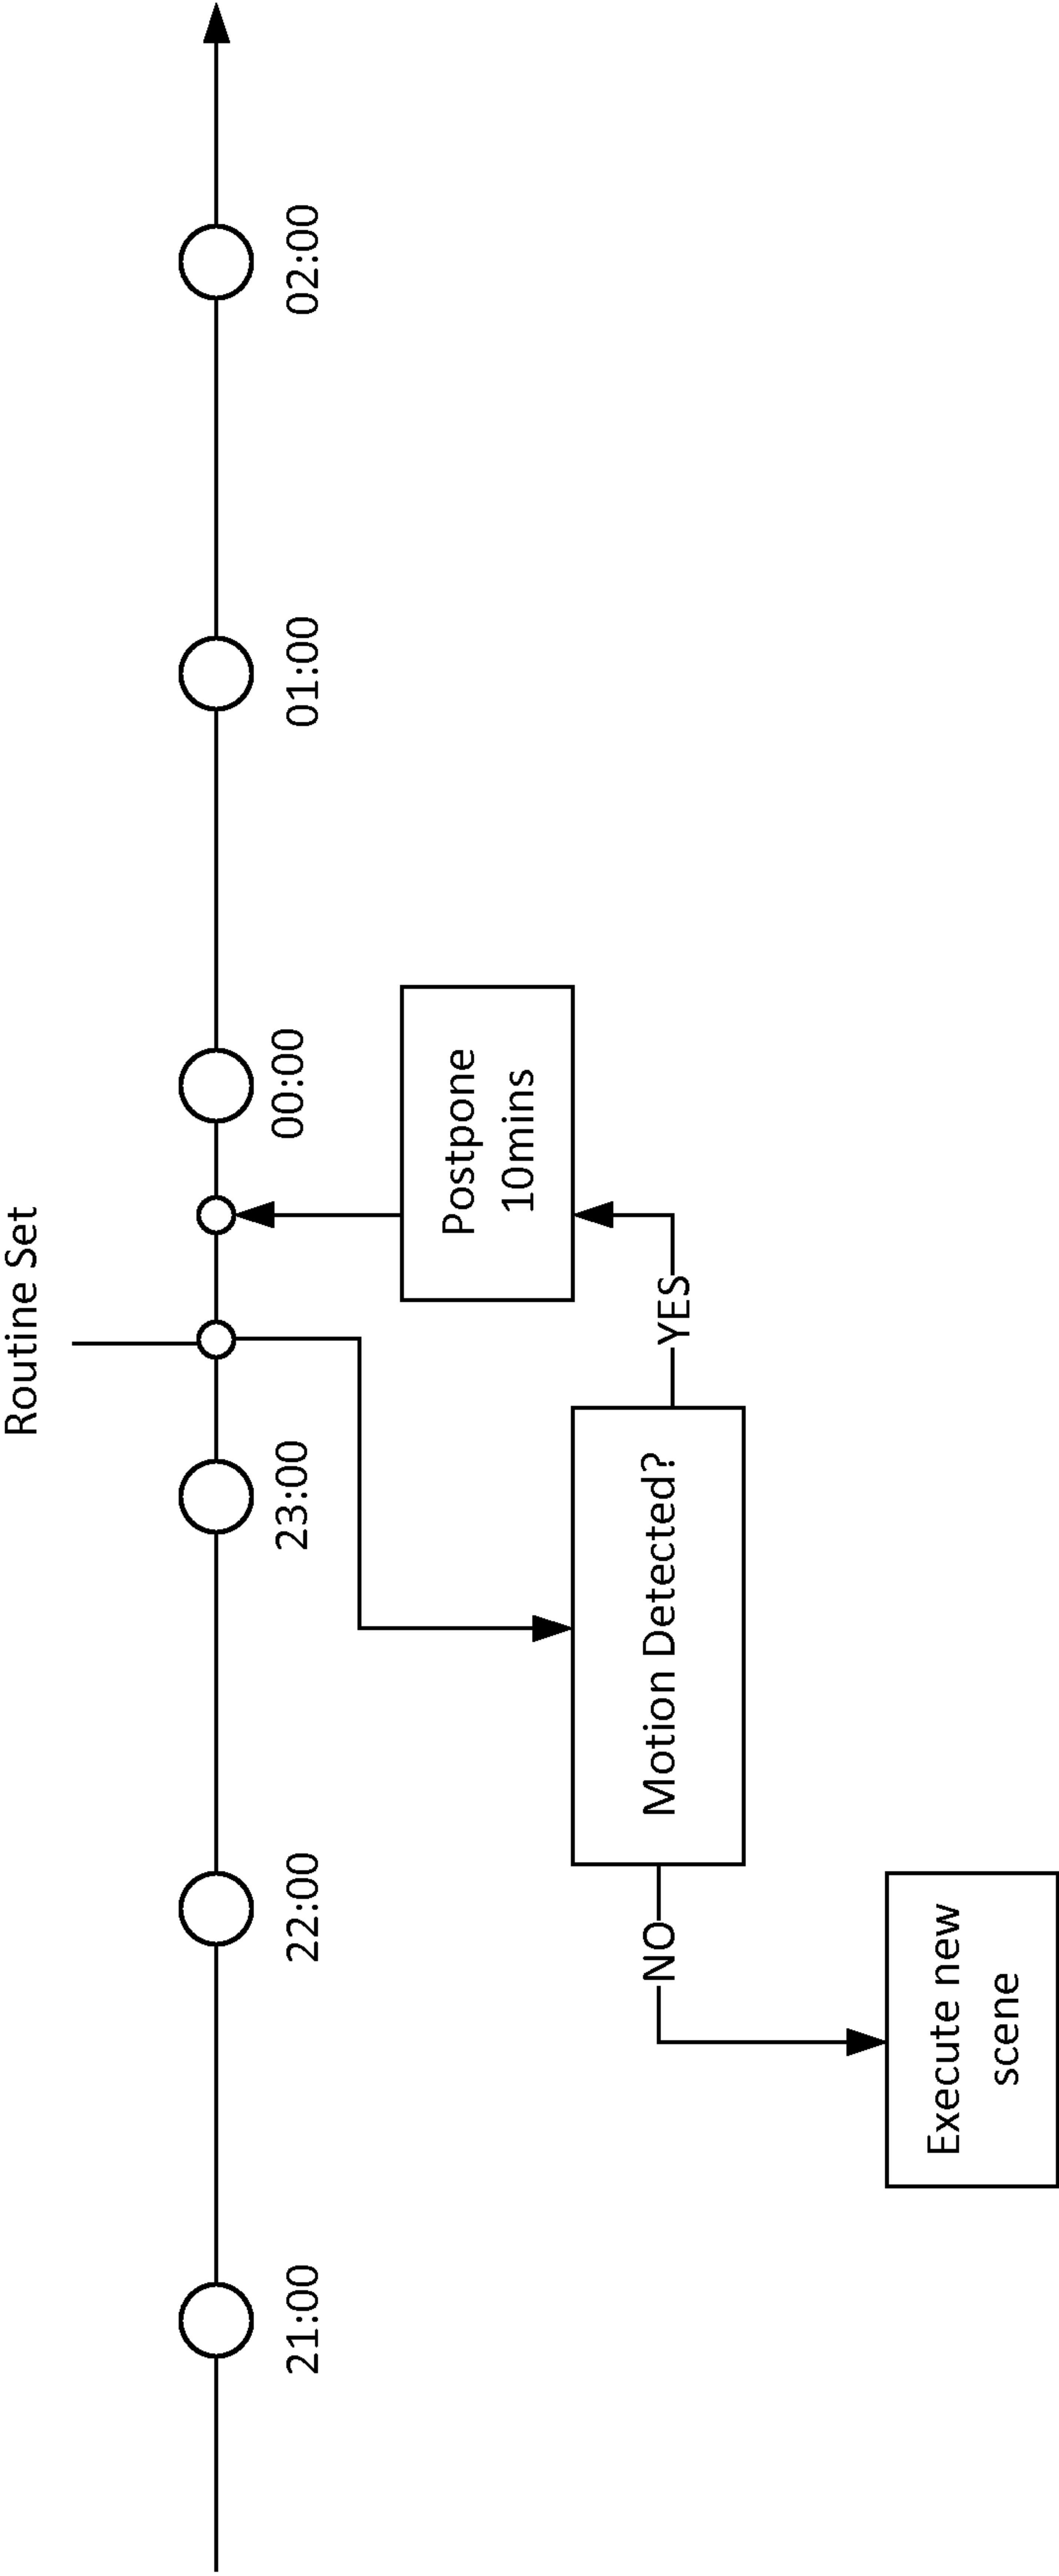 Routine Set
21:00
22:00
23:00
00:00
01:00
02:00
Postpone
10mins
YES
Motion Detected?
NO
Execute new
scene